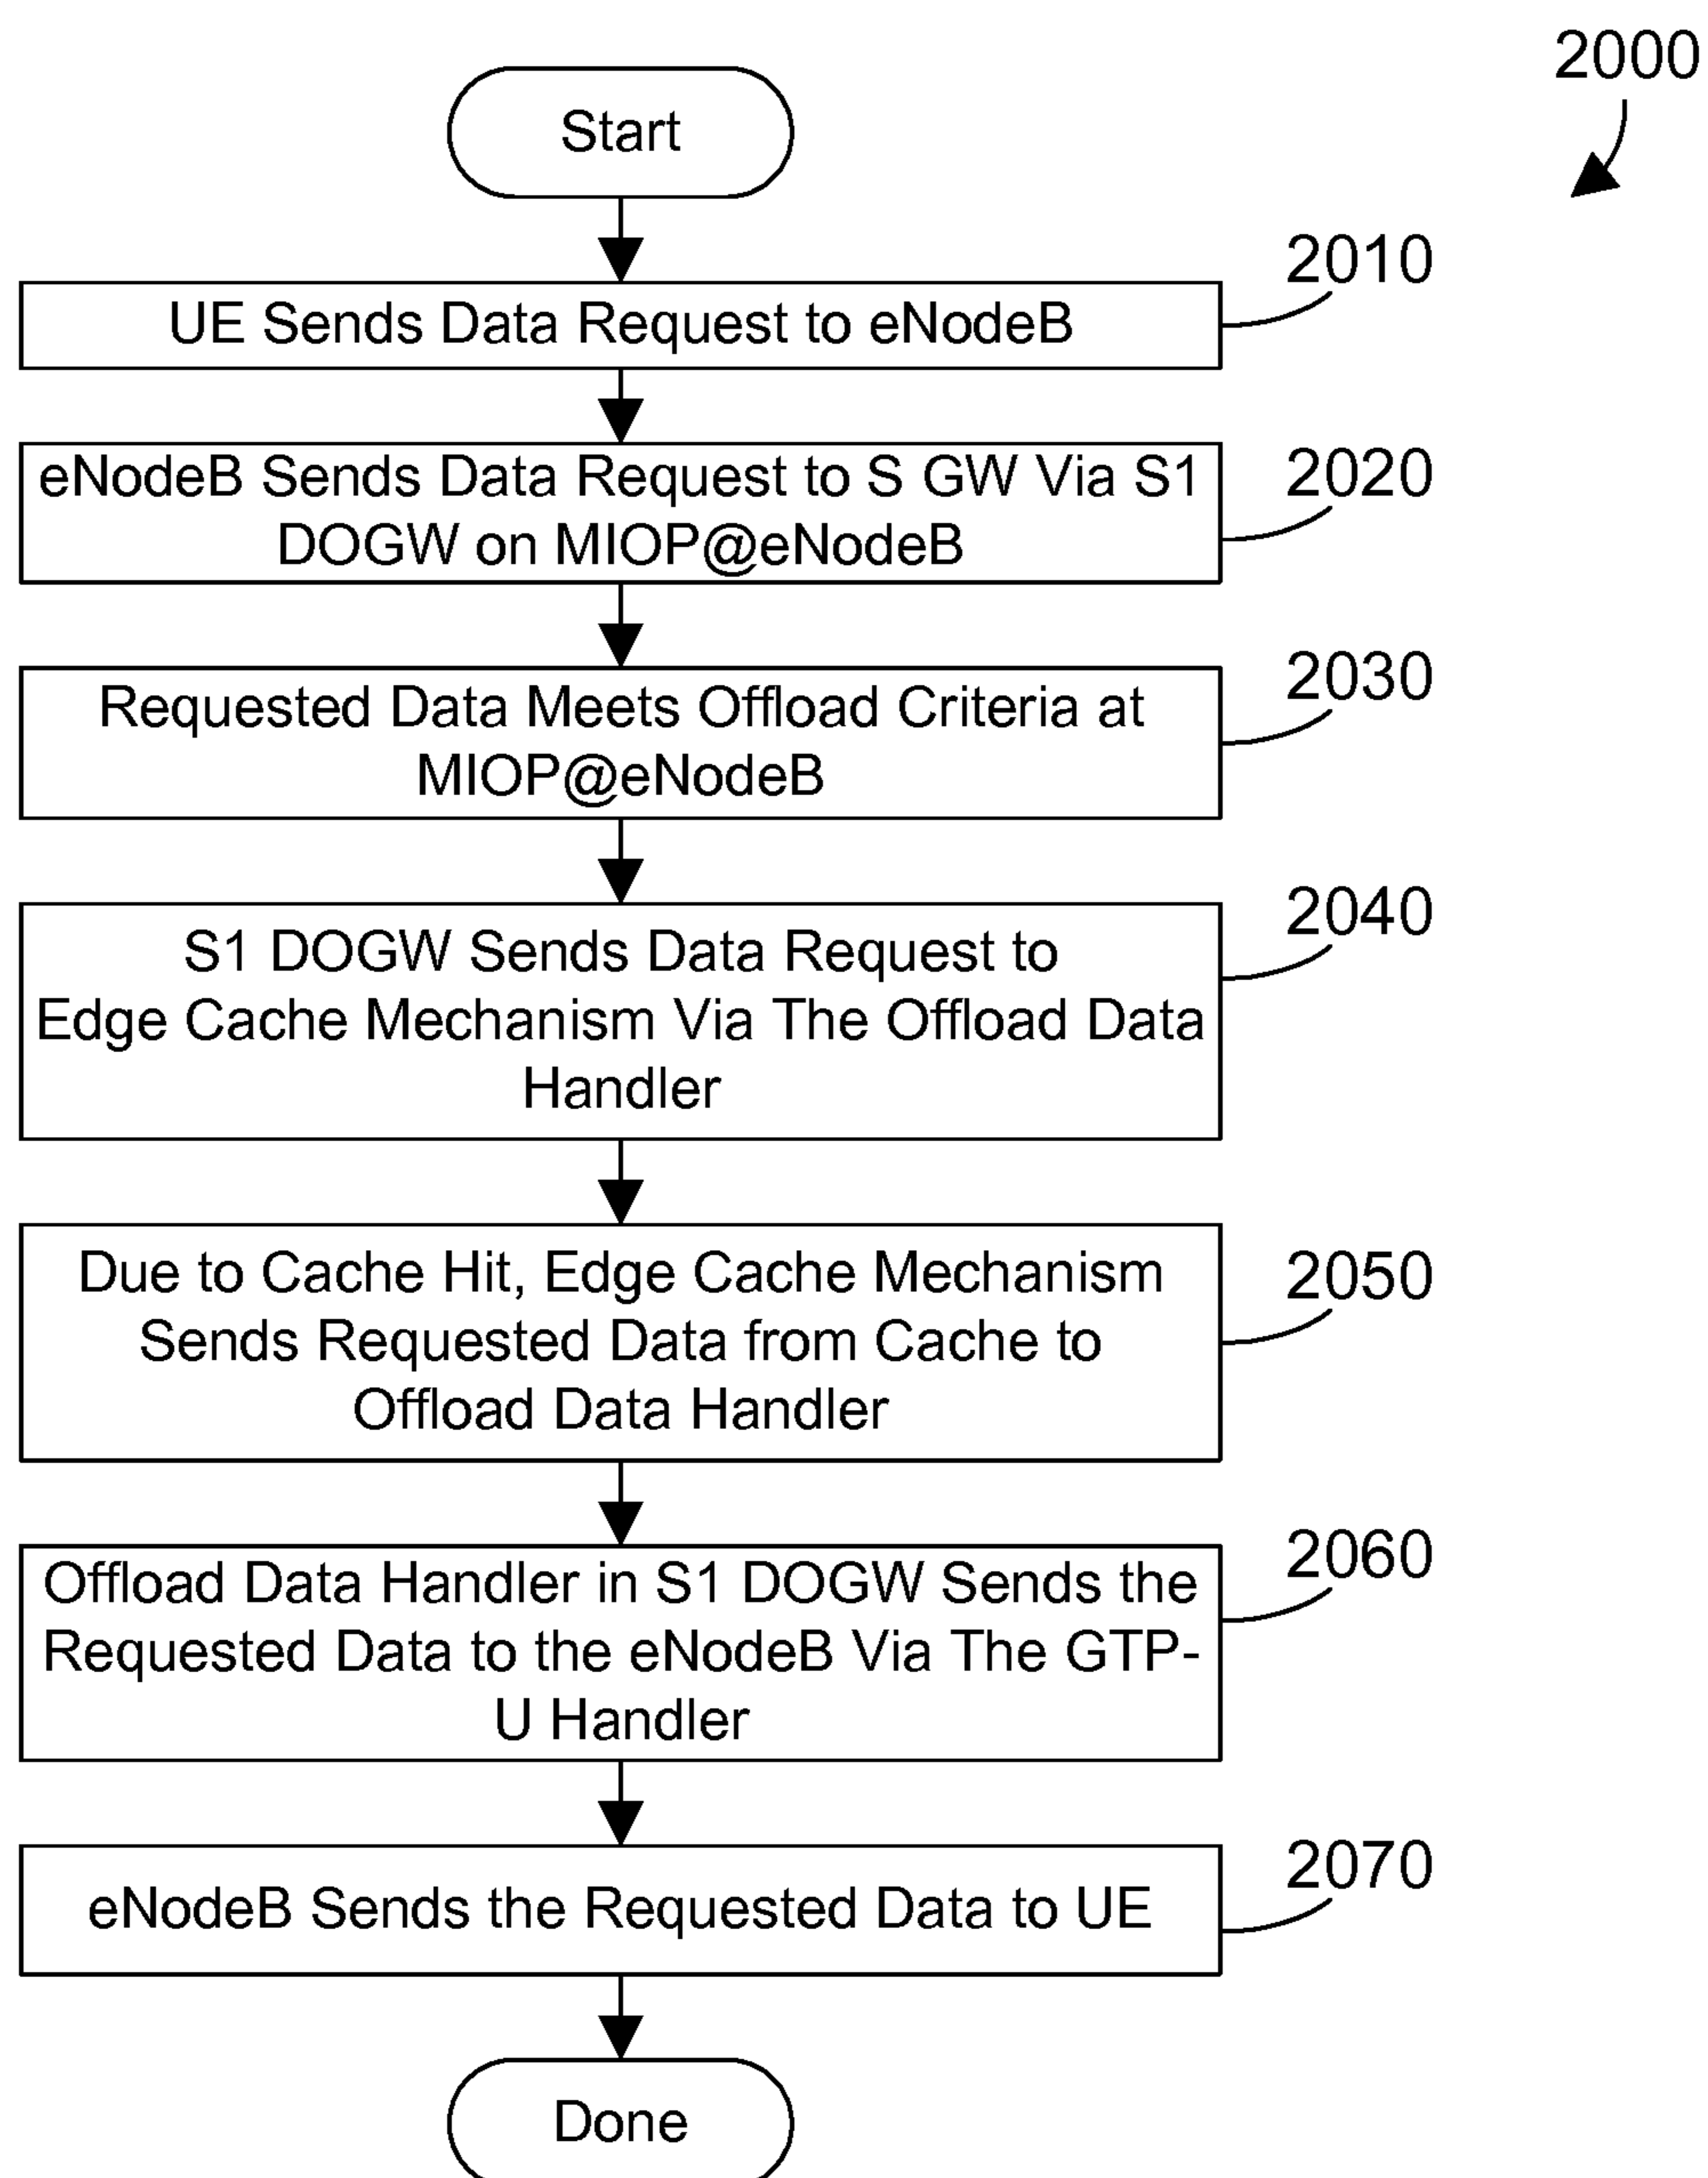 2000
Start
2010
UE Sends Data Request to eNodeB
2020
eNodeB Sends Data Request to S GW Via S1
DOGW on MIOP@eNodeB
2030
Requested Data Meets Offload Criteria at
MIOP@eNodeB
2040
S1 DOGW Sends Data Request to
Edge Cache Mechanism Via The Offload Data
Handler
2050
Due to Cache Hit, Edge Cache Mechanism
Sends Requested Data from Cache to
Offload Data Handler
2060
Offload Data Handler in S1 DOGW Sends the
Requested Data to the eNodeB Via The GTP-
U Handler
2070
eNodeB Sends the Requested Data to UE
Done